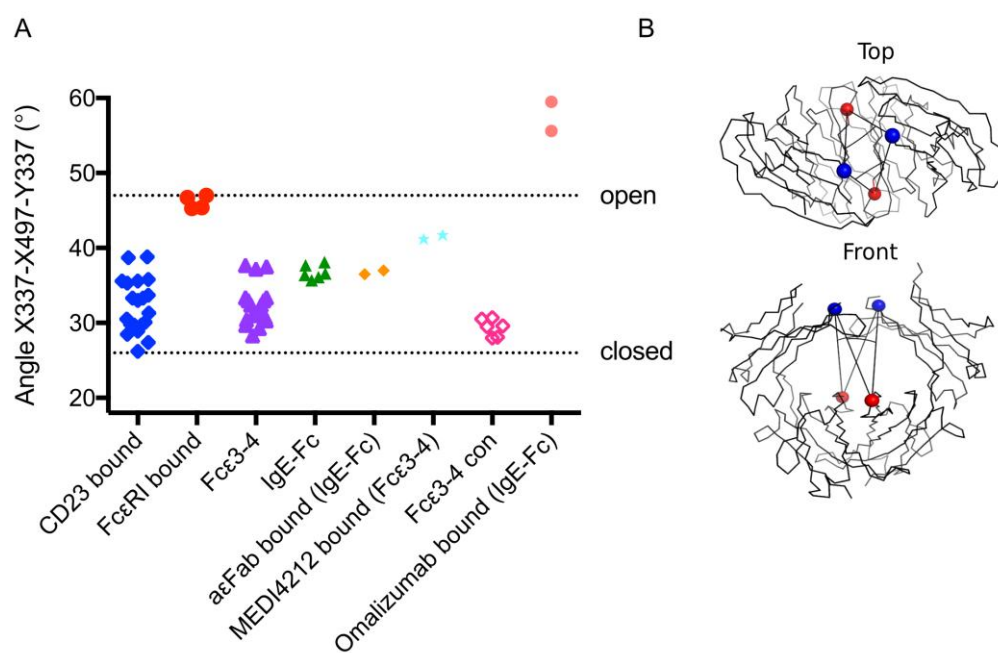 A
B
Angle X337-X497-Y337 (°)
60
50
40
30
20
open
closed
CD23 bound
FcεRI bound
Fcε3-4
IgE-Fc
aεFab bound (IgE-Fc)
MEDI4212 bound (Fcε3-4)
Fcε3-4 con
Omalizumab bound (IgE-Fc)
Top
Front